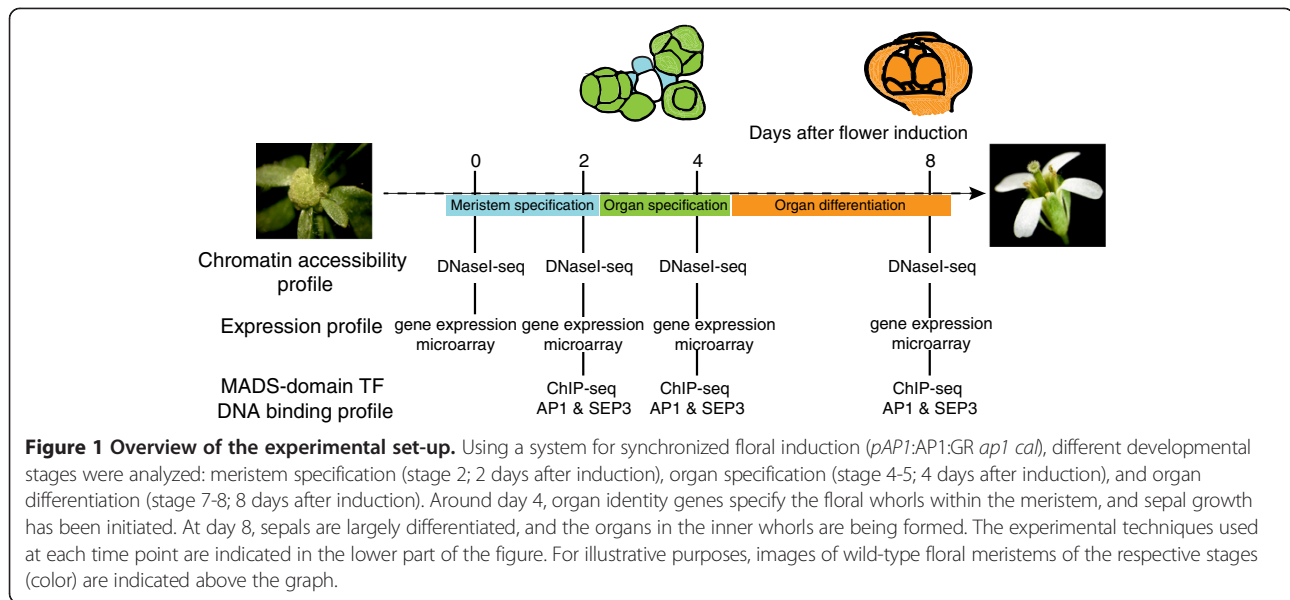 Days after flower induction
0 2 4 8
Meristem specification Organ specification Organ differentiation
Chromatin accessibility
profile
DNaseI-seq DNaseI-seq DNaseI-seq DNaseI-seq
Expression profile
gene expression gene expression gene expression gene expression
microarray microarray microarray microarray
MADS-domain TF
DNA binding profile
ChIP-seq ChIP-seq ChIP-seq
AP1 & SEP3 AP1 & SEP3 AP1 & SEP3
Figure 1 Overview of the experimental set-up. Using a system for synchronized floral induction (pAP1:AP1:GR ap1 cal), different developmental
stages were analyzed: meristem specification (stage 2; 2 days after induction), organ specification (stage 4-5; 4 days after induction), and organ
differentiation (stage 7-8; 8 days after induction). Around day 4, organ identity genes specify the floral whorls within the meristem, and sepal growth
has been initiated. At day 8, sepals are largely differentiated, and the organs in the inner whorls are being formed. The experimental techniques used
at each time point are indicated in the lower part of the figure. For illustrative purposes, images of wild-type floral meristems of the respective stages
(color) are indicated above the graph.